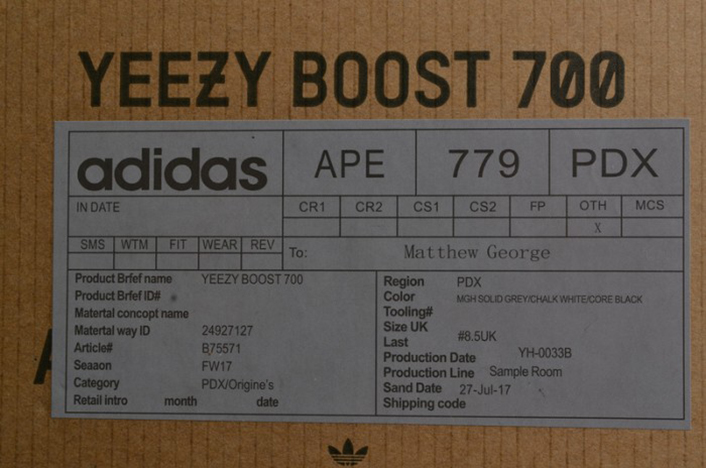 YEEZY BOOST 700
adidas APE 779 PDX
IN DATE CR1 CR2 CS1 CS2 FP OTH MCS
X
SMS WTM FIT WEAR REV To: Matthew George
Product Brfef name YEEZY BOOST 700
Product Brfef ID#
Matertal concopt name
Matertal way ID 24927127
Article# B75571
Seaaon FW17
Category PDX/Origine's
Retail intro month date
Region PDX
Color MGH SOLID GREY/CHALK WHITE/CORE BLACK
Tooling#
Size UK #8.5UK
Last
Production Date YH-0033B
Production Line Sample Room
Sand Date 27-Jul-17
Shipping code